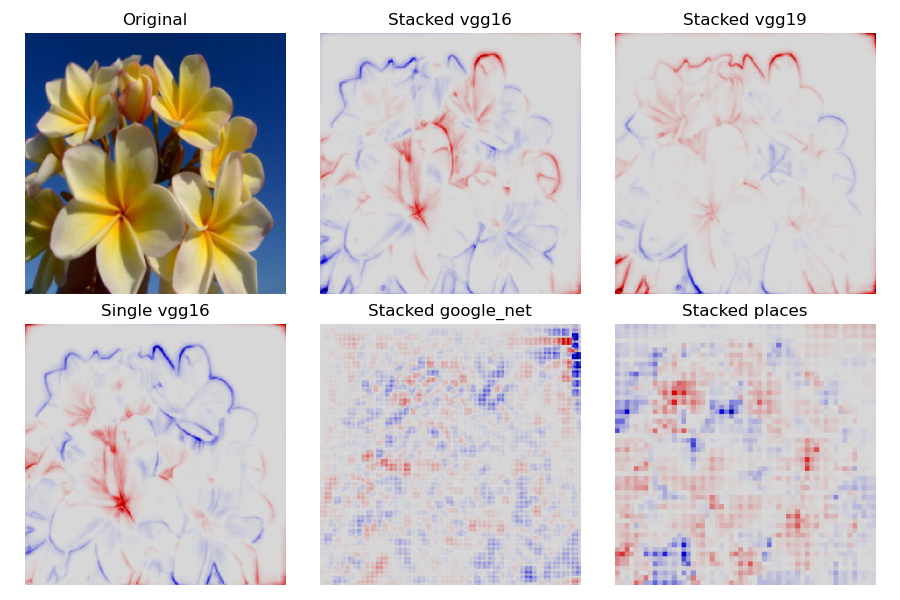 Original
Stacked vgg16
Stacked vgg19
Single vgg16
Stacked google_net
Stacked places